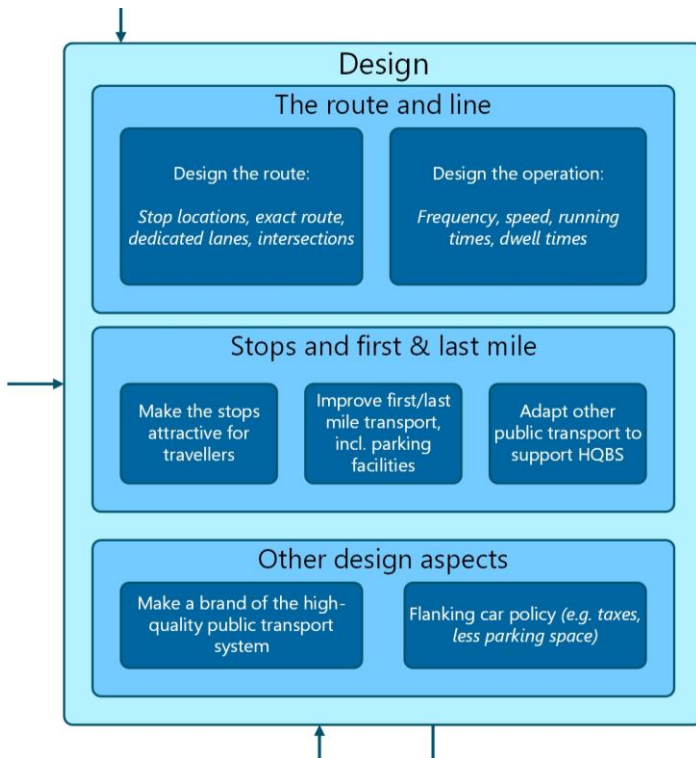 Design
The route and line
Design the route:
Stop locations, exact route,
dedicated lanes, intersections
Design the operation:
Frequency, speed, running
times, dwell times
Stops and first & last mile
Make the stops
attractive for
travellers
Improve first/last
mile transport,
incl. parking
facilities
Adapt other
public transport to
support HQBS
Other design aspects
Make a brand of the high-
quality public transport
system
Flanking car policy (e.g. taxes,
less parking space)